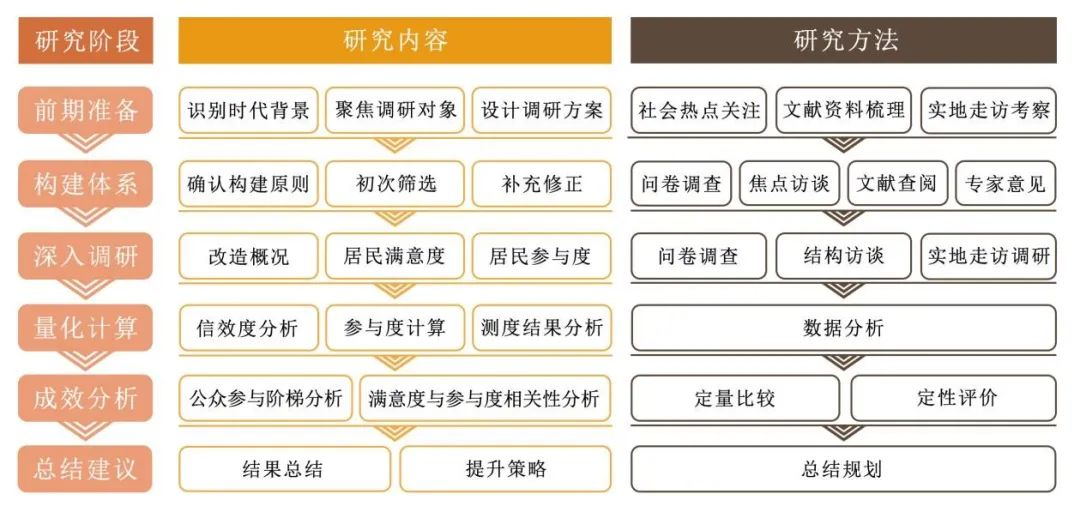 研究阶段 研究内容 研究方法
前期准备 识别时代背景 聚焦调研对象 设计调研方案 社会热点关注 文献资料梳理 实地走访考察
构建体系 确认构建原则 初次筛选 补充修正 问卷调查 焦点访谈 文献查阅 专家意见
深入调研 改造概况 居民满意度 居民参与度 问卷调查 结构访谈 实地走访调研
量化计算 信效度分析 参与度计算 测度结果分析 数据分析
成效分析 公众参与阶梯分析 满意度与参与度相关性分析 定量比较 定性评价
总结建议 结果总结 提升策略 总结规划